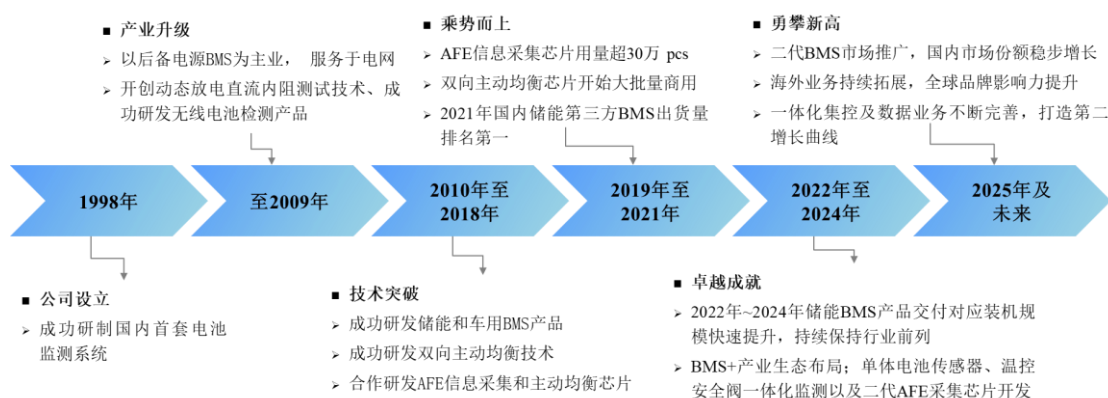 ■ 产业升级
➢ 以后备电源BMS为主业， 服务于电网
➢ 开创动态放电直流内阻测试技术、成
功研发无线电池检测产品
■ 乘势而上
➢ AFE信息采集芯片用量超30万 pcs
➢ 双向主动均衡芯片开始大批量商用
➢ 2021年国内储能第三方BMS出货量
排名第一
■ 勇攀新高
➢ 二代BMS市场推广，国内市场份额稳步增长
➢ 海外业务持续拓展，全球品牌影响力提升
➢ 一体化集控及数据业务不断完善，打造第二
增长曲线
1998年
至2009年
2010年至
2018年
2019年至
2021年
2022年至
2024年
2025年及
未来
■ 公司设立
➢ 成功研制国内首套电池
监测系统
■ 技术突破
➢ 成功研发储能和车用BMS产品
➢ 成功研发双向主动均衡技术
➢ 合作研发AFE信息采集和主动均衡芯片
■ 卓越成就
➢ 2022年~2024年储能BMS产品交付对应装机规
模快速提升，持续保持行业前列
➢ BMS+产业生态布局；单体电池传感器、温控
安全阀一体化监测以及二代AFE采集芯片开发